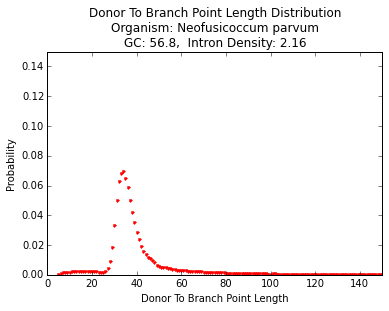 Donor To Branch Point Length Distribution
Organism: Neofusicoccum parvum
GC: 56.8,  Intron Density: 2.16
0.14
0.12
0.10
0.08
0.06
0.04
0.02
0.00
Probability
0 20 40 60 80 100 120 140
Donor To Branch Point Length